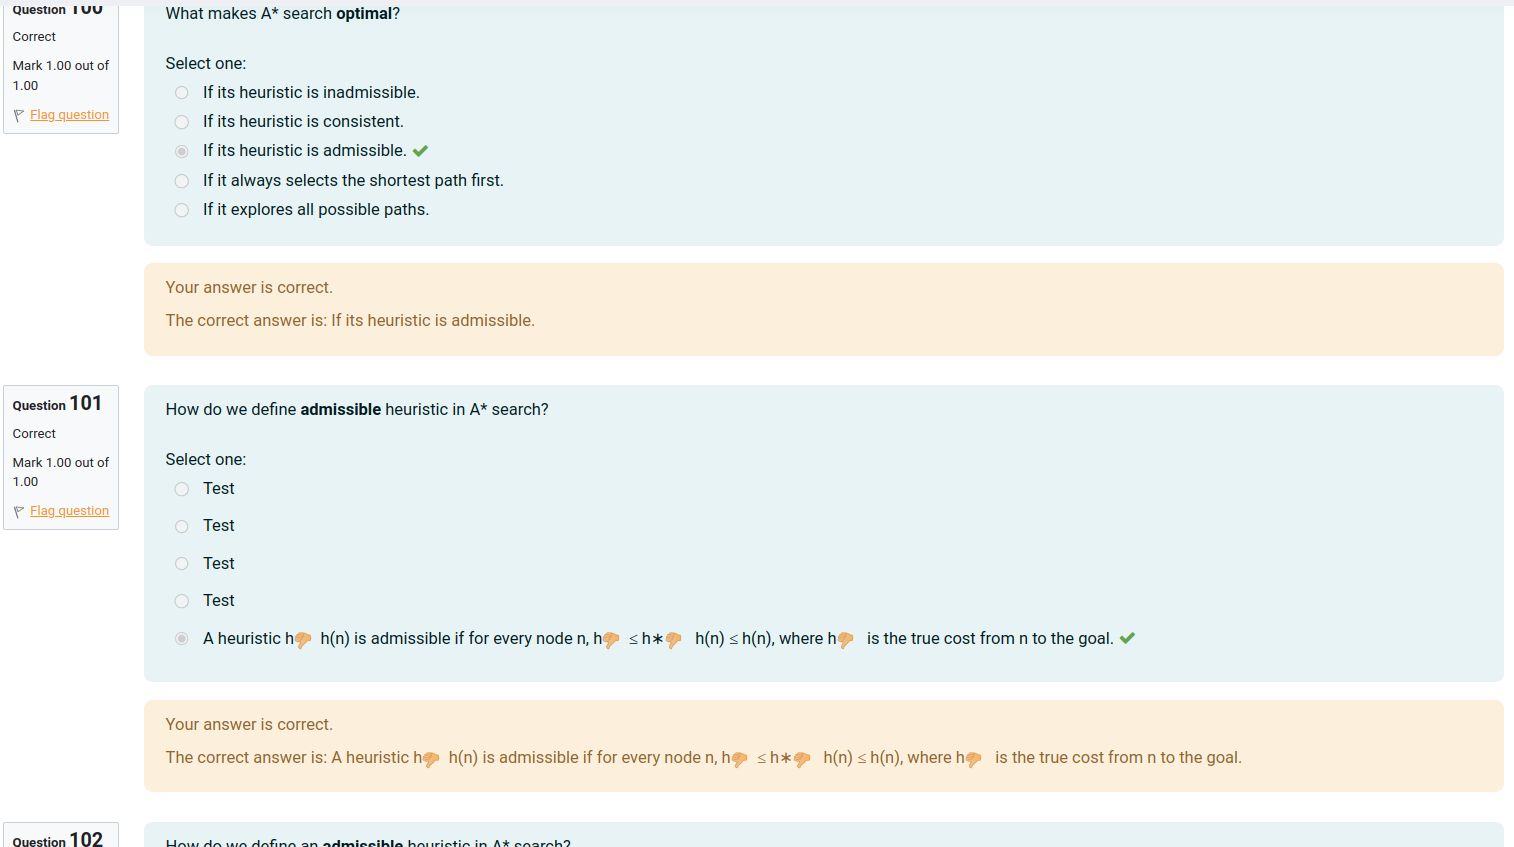 Question 100
Correct
Mark 1.00 out of
1.00
Flag question
What makes A* search optimal?
Select one:
If its heuristic is inadmissible.
If its heuristic is consistent.
If its heuristic is admissible.
If it always selects the shortest path first.
If it explores all possible paths.
Your answer is correct.
The correct answer is: If its heuristic is admissible.
Question 101
Correct
Mark 1.00 out of
1.00
Flag question
How do we define admissible heuristic in A* search?
Select one:
Test
Test
Test
Test
A heuristic h👎 h(n) is admissible if for every node n, h👎 ≤ h∗👎 h(n) ≤ h(n), where h👎 is the true cost from n to the goal.
Your answer is correct.
The correct answer is: A heuristic h👎 h(n) is admissible if for every node n, h👎 ≤ h∗👎 h(n) ≤ h(n), where h👎 is the true cost from n to the goal.
Question 102
How do we define an admissible heuristic in A* search?